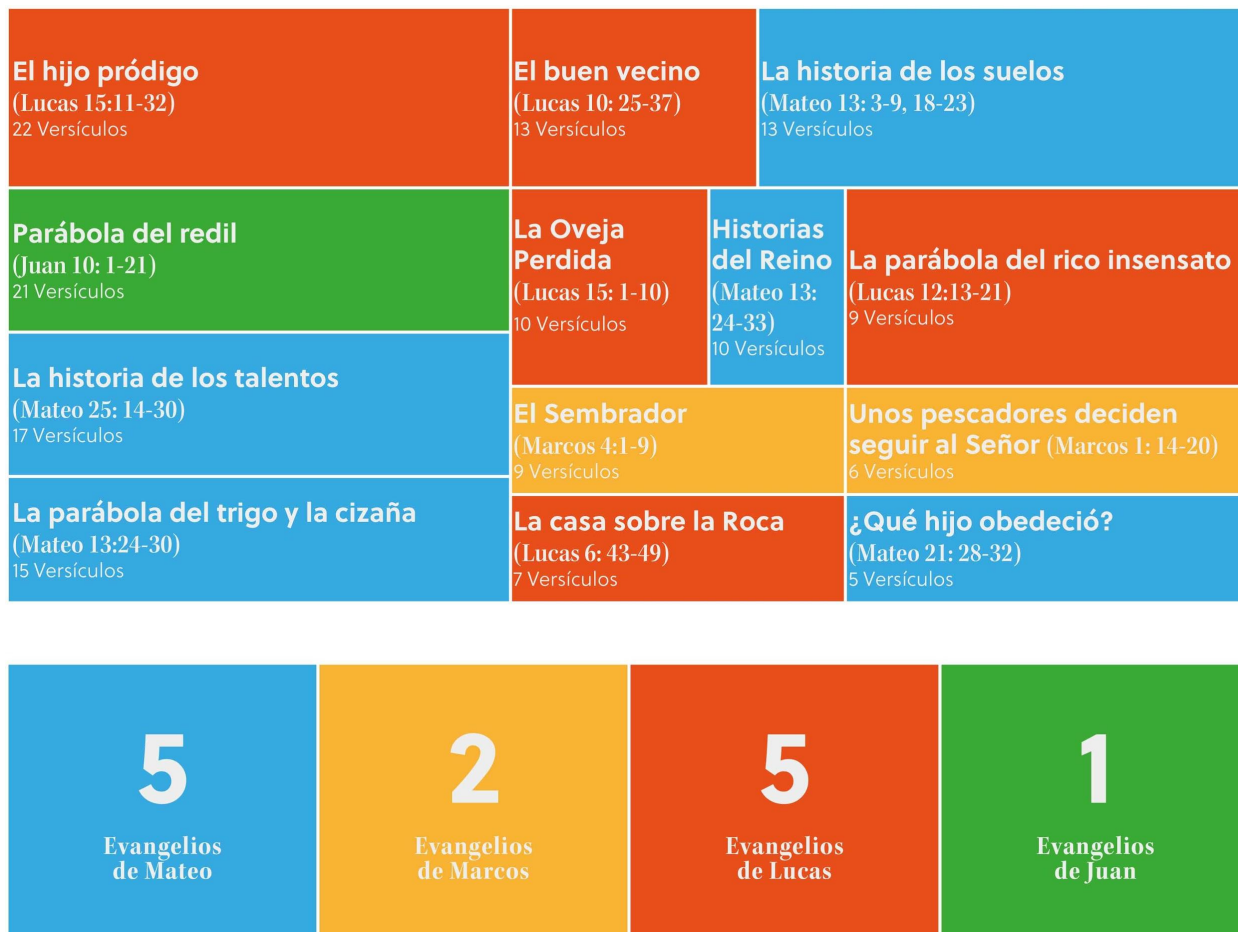 El hijo pródigo
(Lucas 15:11-32)
22 Versículos
El buen vecino
(Lucas 10: 25-37)
13 Versículos
La historia de los suelos
(Mateo 13: 3-9, 18-23)
13 Versículos
Parábola del redil
(Juan 10: 1-21)
21 Versículos
La Oveja
Perdida
(Lucas 15: 1-10)
10 Versículos
Historias
del Reino
(Mateo 13:
24-33)
10 Versículos
La parábola del rico insensato
(Lucas 12:13-21)
9 Versículos
La historia de los talentos
(Mateo 25: 14-30)
17 Versículos
El Sembrador
(Marcos 4:1-9)
9 Versículos
Unos pescadores deciden
seguir al Señor (Marcos 1: 14-20)
6 Versículos
La parábola del trigo y la cizaña
(Mateo 13:24-30)
15 Versículos
La casa sobre la Roca
(Lucas 6: 43-49)
7 Versículos
¿Qué hijo obedeció?
(Mateo 21: 28-32)
5 Versículos
5
Evangelios
de Mateo
2
Evangelios
de Marcos
5
Evangelios
de Lucas
1
Evangelios
de Juan